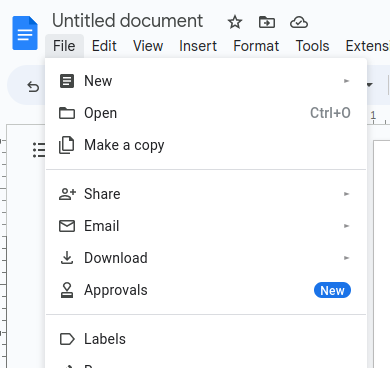 Untitled document
File Edit View Insert Format Tools Extens
New
Open Ctrl+O
Make a copy
Share
Email
Download
Approvals New
Labels
1